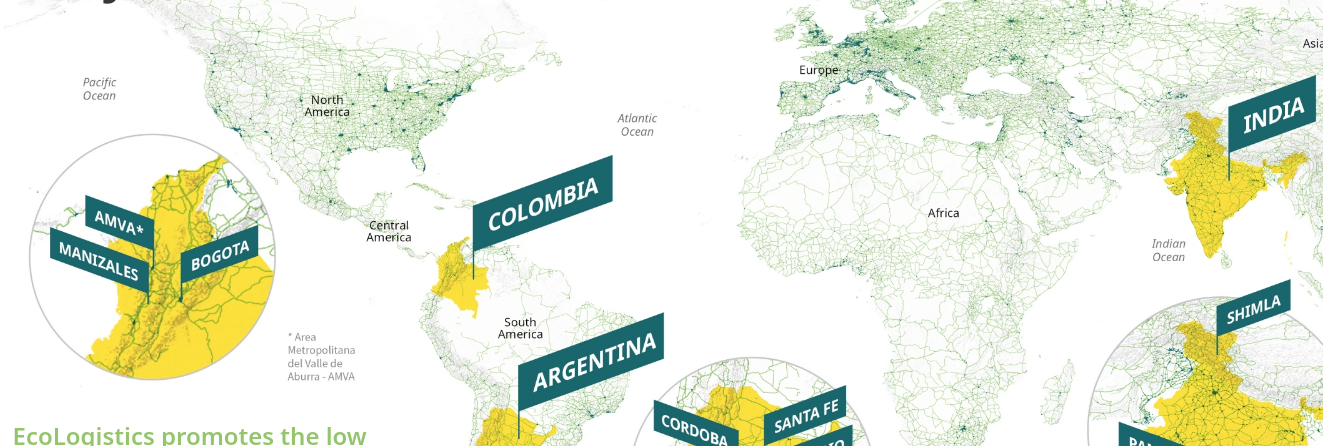 Asia
Europe
Pacific
Ocean
North
America
INDIA
Atlantic
Ocean
COLOMBIA
AMVA*
MANIZALES
BOGOTA
Central
America
Africa
Indian
Ocean
SHIMLA
South
America
* Area
Metropolitana
del Valle de
Aburra - AMVA
ARGENTINA
CORDOBA
SANTA FE
EcoLogistics promotes the low